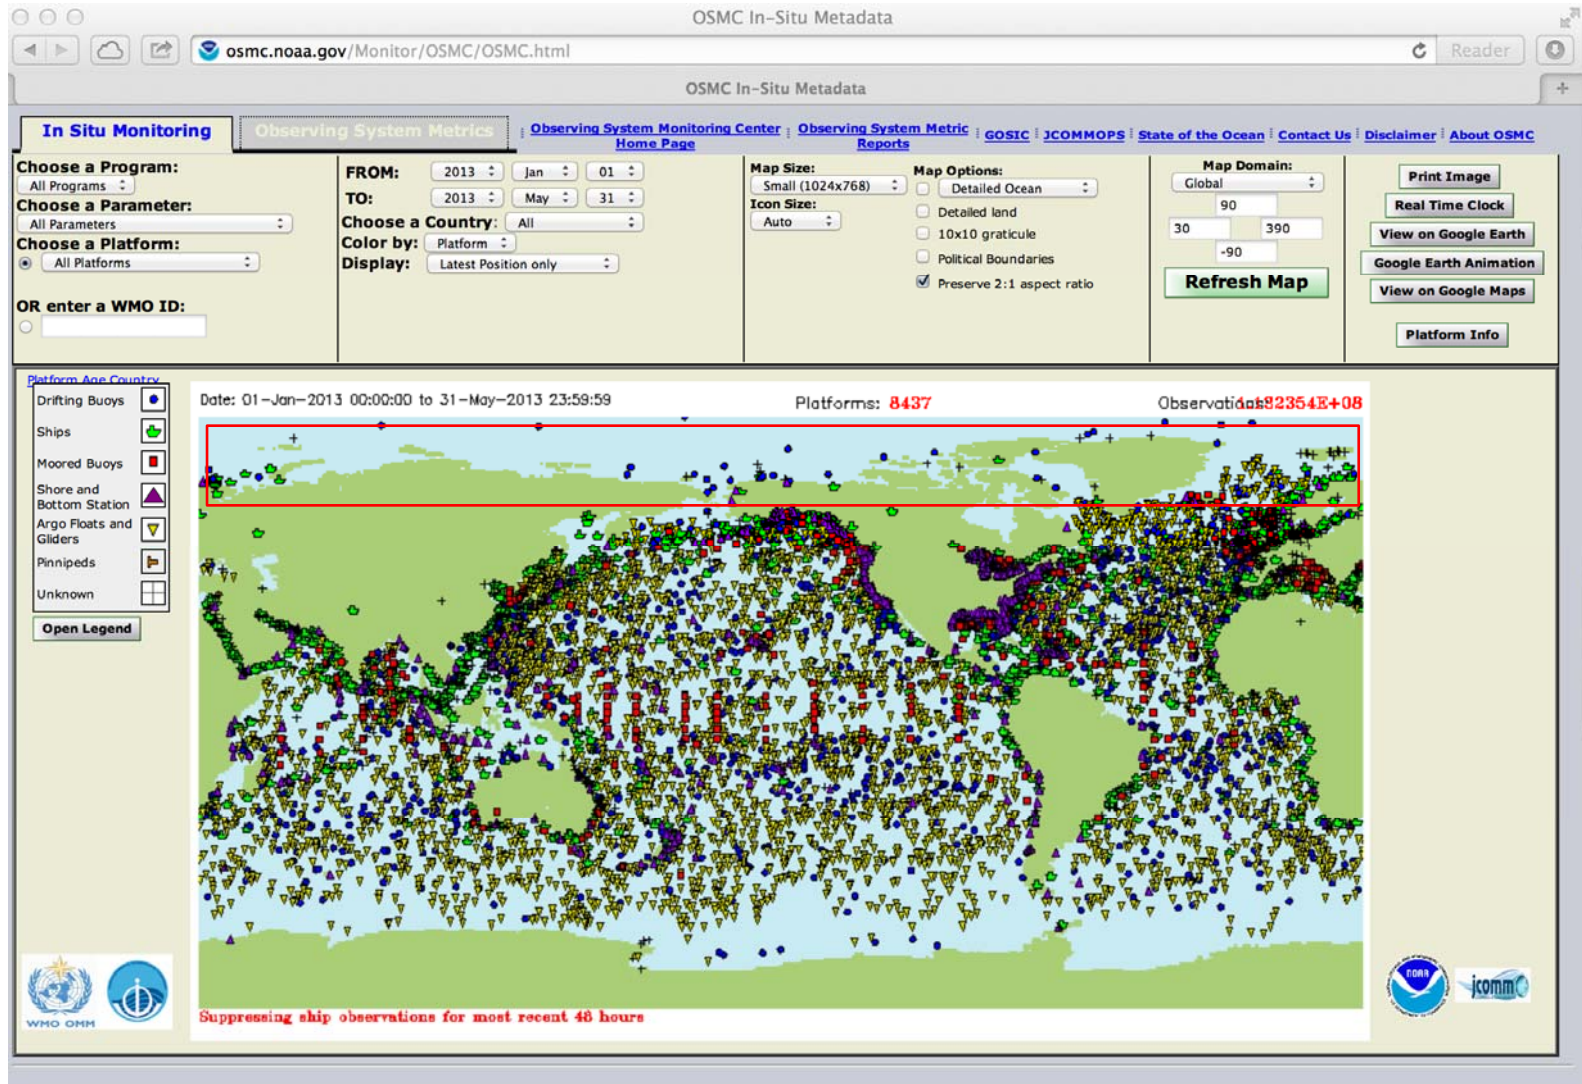 OSMC In-Situ Metadata
osmc.noaa.gov/Monitor/OSMC/OSMC.html
Reader
OSMC In-Situ Metadata
In Situ Monitoring
Observing System Metrics
Observing System Monitoring Center Home Page
Observing System Metric Reports
GOSIC
JCOMMOPS
State of the Ocean
Contact Us
Disclaimer
About OSMC
Choose a Program:
All Programs
Choose a Parameter:
All Parameters
Choose a Platform:
All Platforms
OR enter a WMO ID:
FROM: 2013 Jan 01
TO: 2013 May 31
Choose a Country: All
Color by: Platform
Display: Latest Position only
Map Size:
Small (1024x768)
Icon Size:
Auto
Map Options:
Detailed Ocean
Detailed land
10x10 graticule
Political Boundaries
Preserve 2:1 aspect ratio
Map Domain:
Global
90
30 390
-90
Refresh Map
Print Image
Real Time Clock
View on Google Earth
Google Earth Animation
View on Google Maps
Platform Info
Platform Age Country
Drifting Buoys
Ships
Moored Buoys
Shore and
Bottom Station
Argo Floats and
Gliders
Pinnipeds
Unknown
Open Legend
Date: 01-Jan-2013 00:00:00 to 31-May-2013 23:59:59
Platforms: 8437
Suppressing ship observations for most recent 48 hours
WMO OMM
NOAA
jcomm